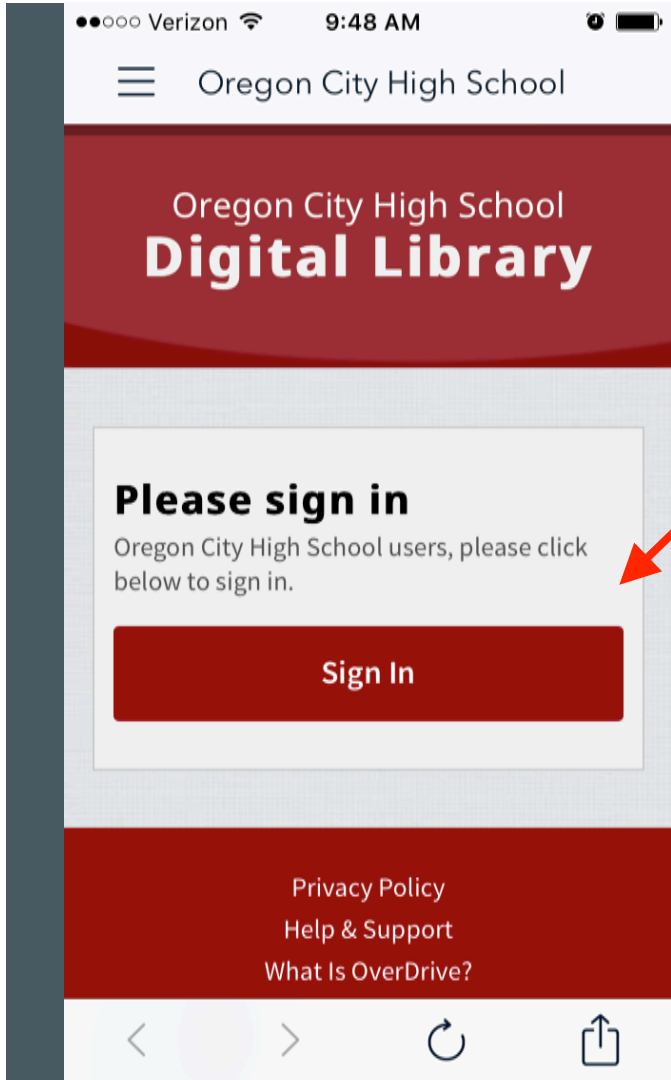 Verizon 9:48 AM
Oregon City High School
Oregon City High School
Digital Library
Please sign in
Oregon City High School users, please click
below to sign in.
Sign In
Privacy Policy
Help & Support
What Is OverDrive?